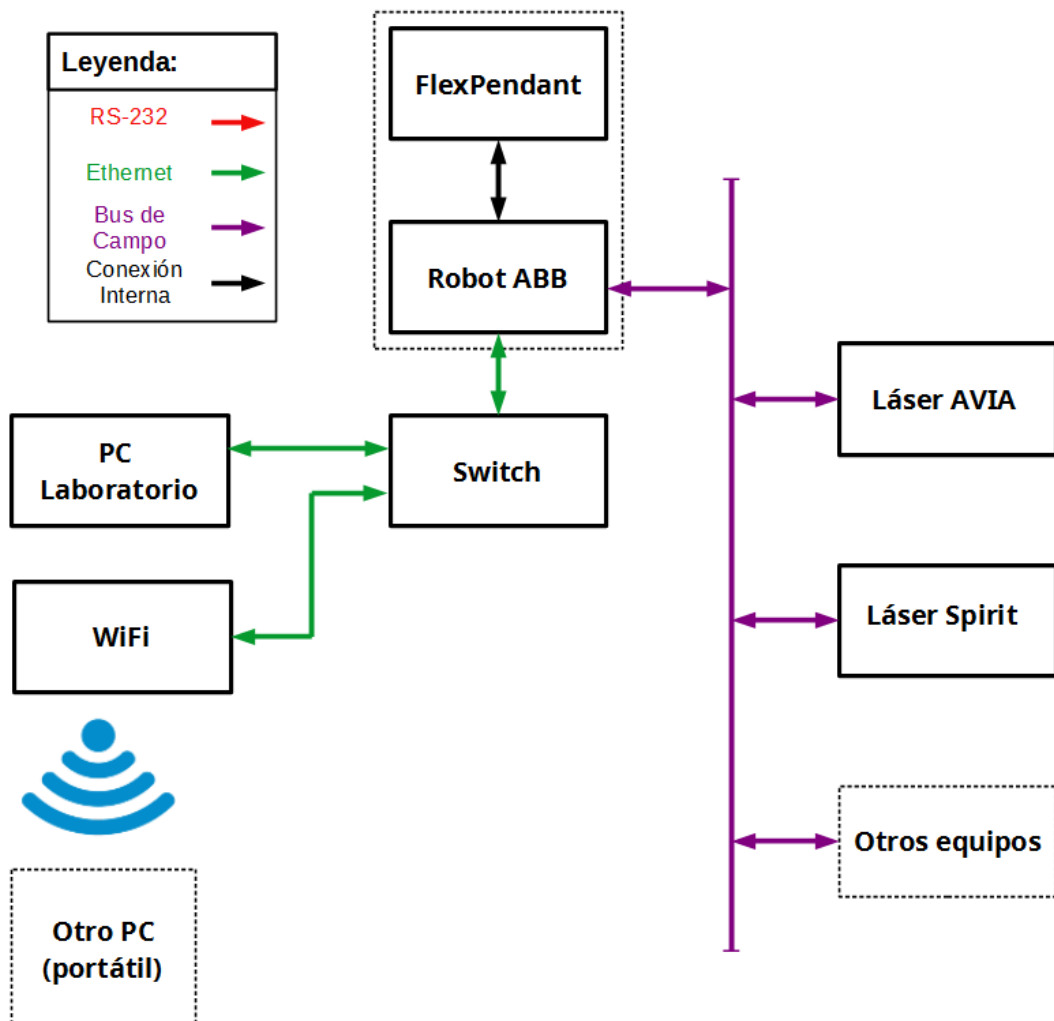 Leyenda:
RS-232
Ethernet
Bus de
Campo
Conexión
Interna
FlexPendant
Robot ABB
PC
Laboratorio
Switch
WiFi
Otro PC
(portátil)
Láser AVIA
Láser Spirit
Otros equipos